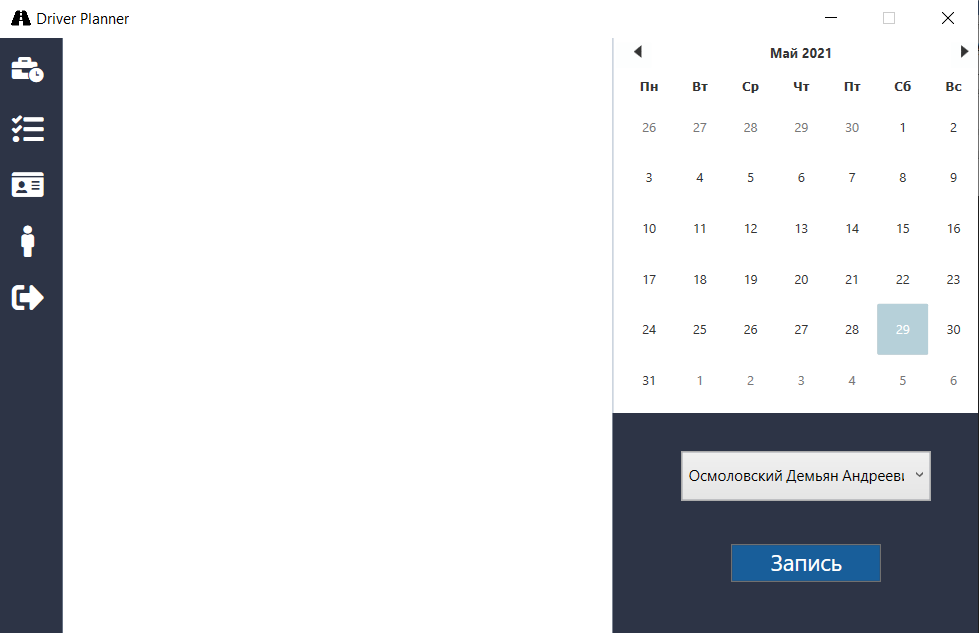 Driver Planner
Май 2021
Пн Вт Ср Чт Пт Сб Вс
26 27 28 29 30 1 2
3 4 5 6 7 8 9
10 11 12 13 14 15 16
17 18 19 20 21 22 23
24 25 26 27 28 29 30
31 1 2 3 4 5 6
Осмоловский Демьян Андрееви
Запись